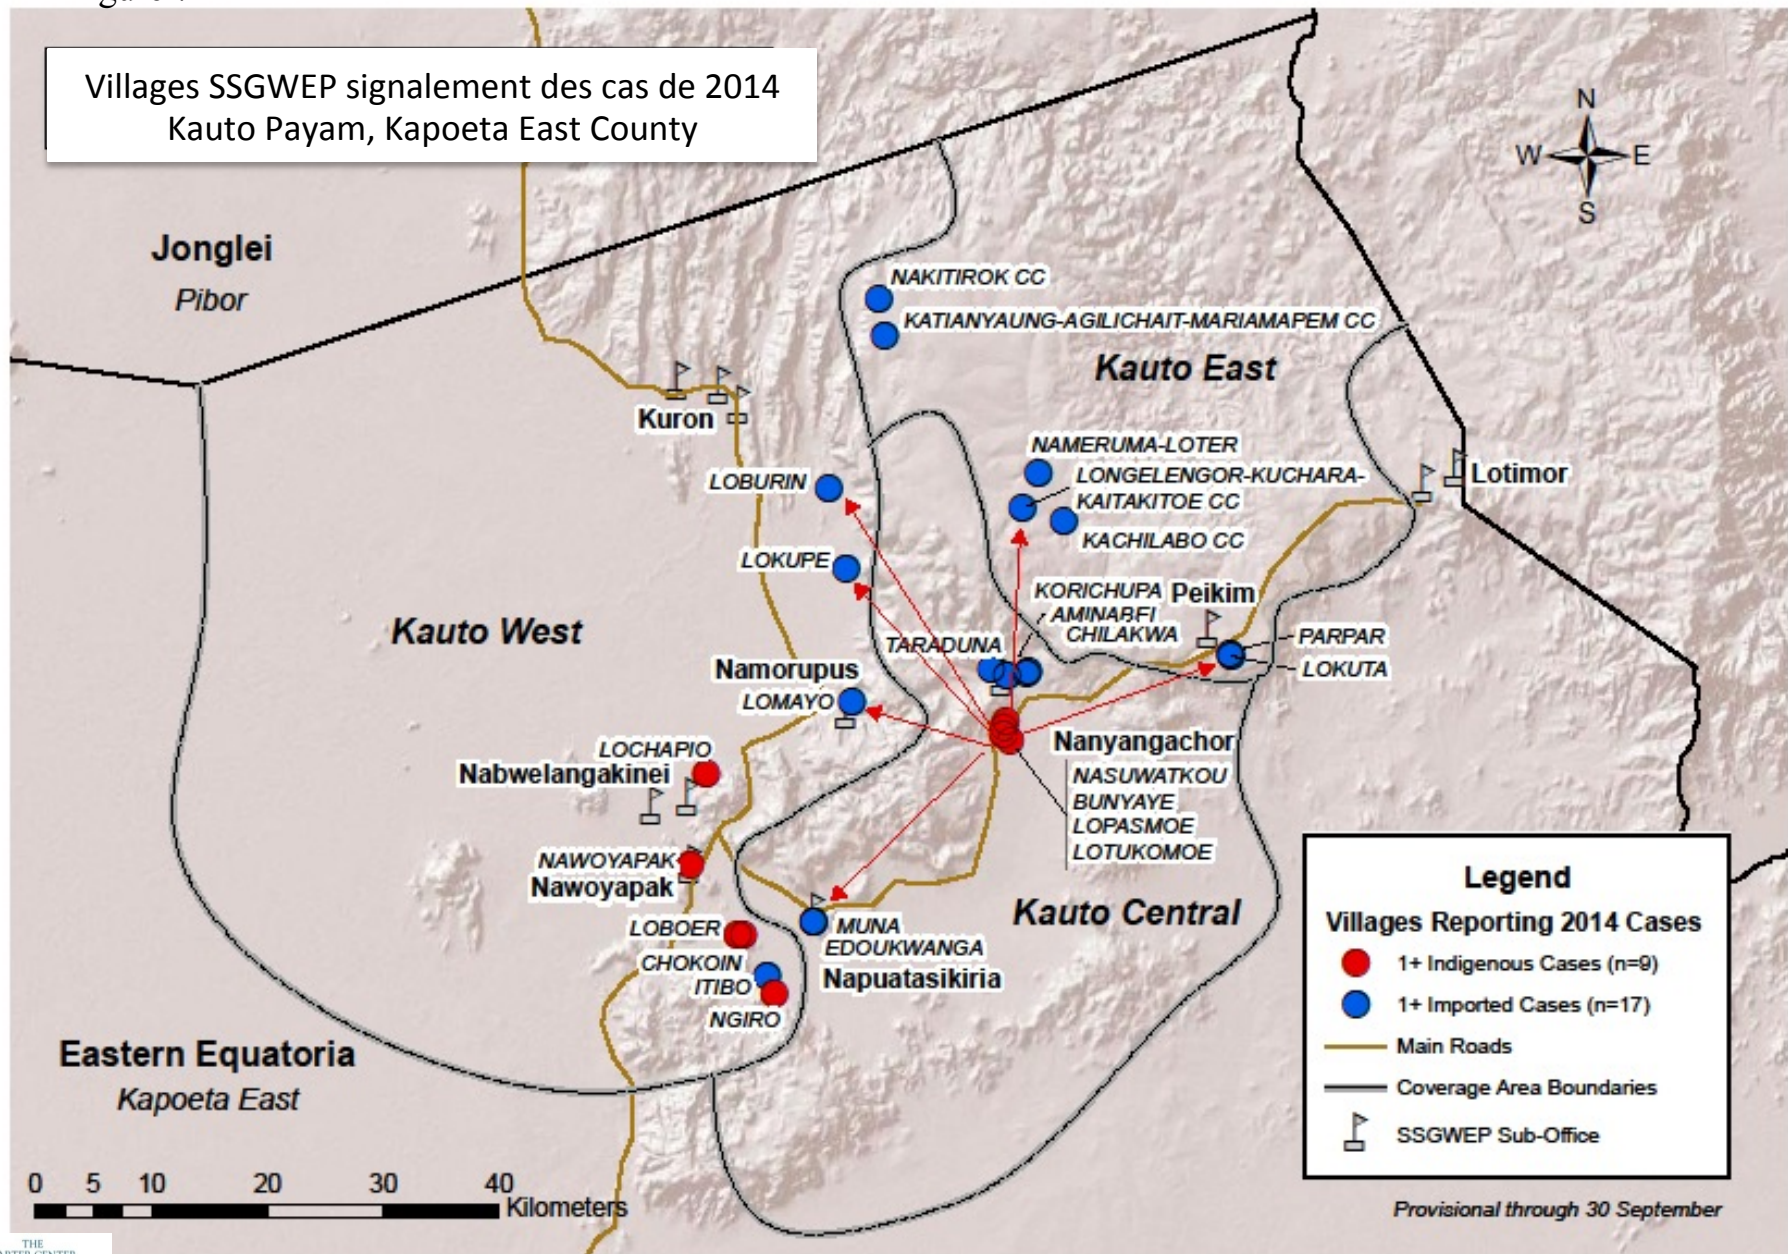 Villages SSGWEP signalement des cas de 2014
Kauto Payam, Kapoeta East County
N
W
E
S
Jonglei
Pibor
NAKITIROK CC
KATIANYAUNG-AGILICHAIT-MARIAMAPEM CC
Kauto East
Kuron
NAMERUMA-LOTER
LOBURIN
LONGELENGOR-KUCHARA-
KAITAKITOE CC
Lotimor
KACHILABO CC
LOKUPE
KORICHUPA
Peikim
AMINABFI
CHILAKWA
Kauto West
TARADUNA
PARPAR
LOKUTA
Namorupus
LOMAYO
LOCHAPIO
Nabwelangakinei
Nanyangachor
NASUWATKOU
BUNYAYE
LOPASMOE
LOTUKOMOE
NAWOYAPAK
Nawoyapak
Kauto Central
LOBOER
MUNA
EDOUKWANGA
CHOKOIN
ITIBO
Napuatasikiria
NGIRO
Eastern Equatoria
Kapoeta East
Legend
Villages Reporting 2014 Cases
1+ Indigenous Cases (n=9)
1+ Imported Cases (n=17)
Main Roads
Coverage Area Boundaries
SSGWEP Sub-Office
0 5 10 20 30 40
Kilometers
Provisional through 30 September
THE